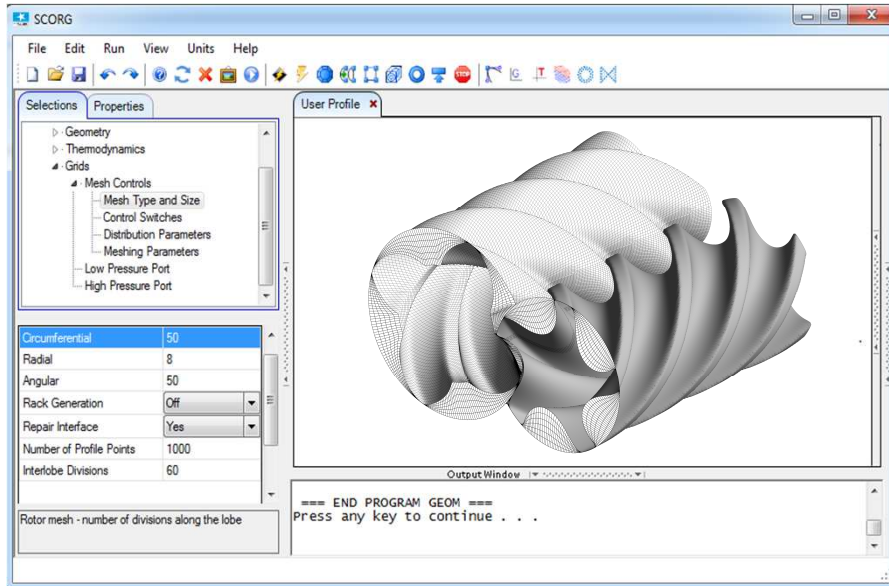 SCORG
File Edit Run View Units Help
Selections Properties
Geometry
Thermodynamics
Grids
Mesh Controls
Mesh Type and Size
Control Switches
Distribution Parameters
Meshing Parameters
Low Pressure Port
High Pressure Port
Circumferential 50
Radial 8
Angular 50
Rack Generation Off
Repair Interface Yes
Number of Profile Points 1000
Interlobe Divisions 60
Rotor mesh - number of divisions along the lobe
User Profile
Output Window
=== END PROGRAM GEOM ===
Press any key to continue . . .
STOP
G
T